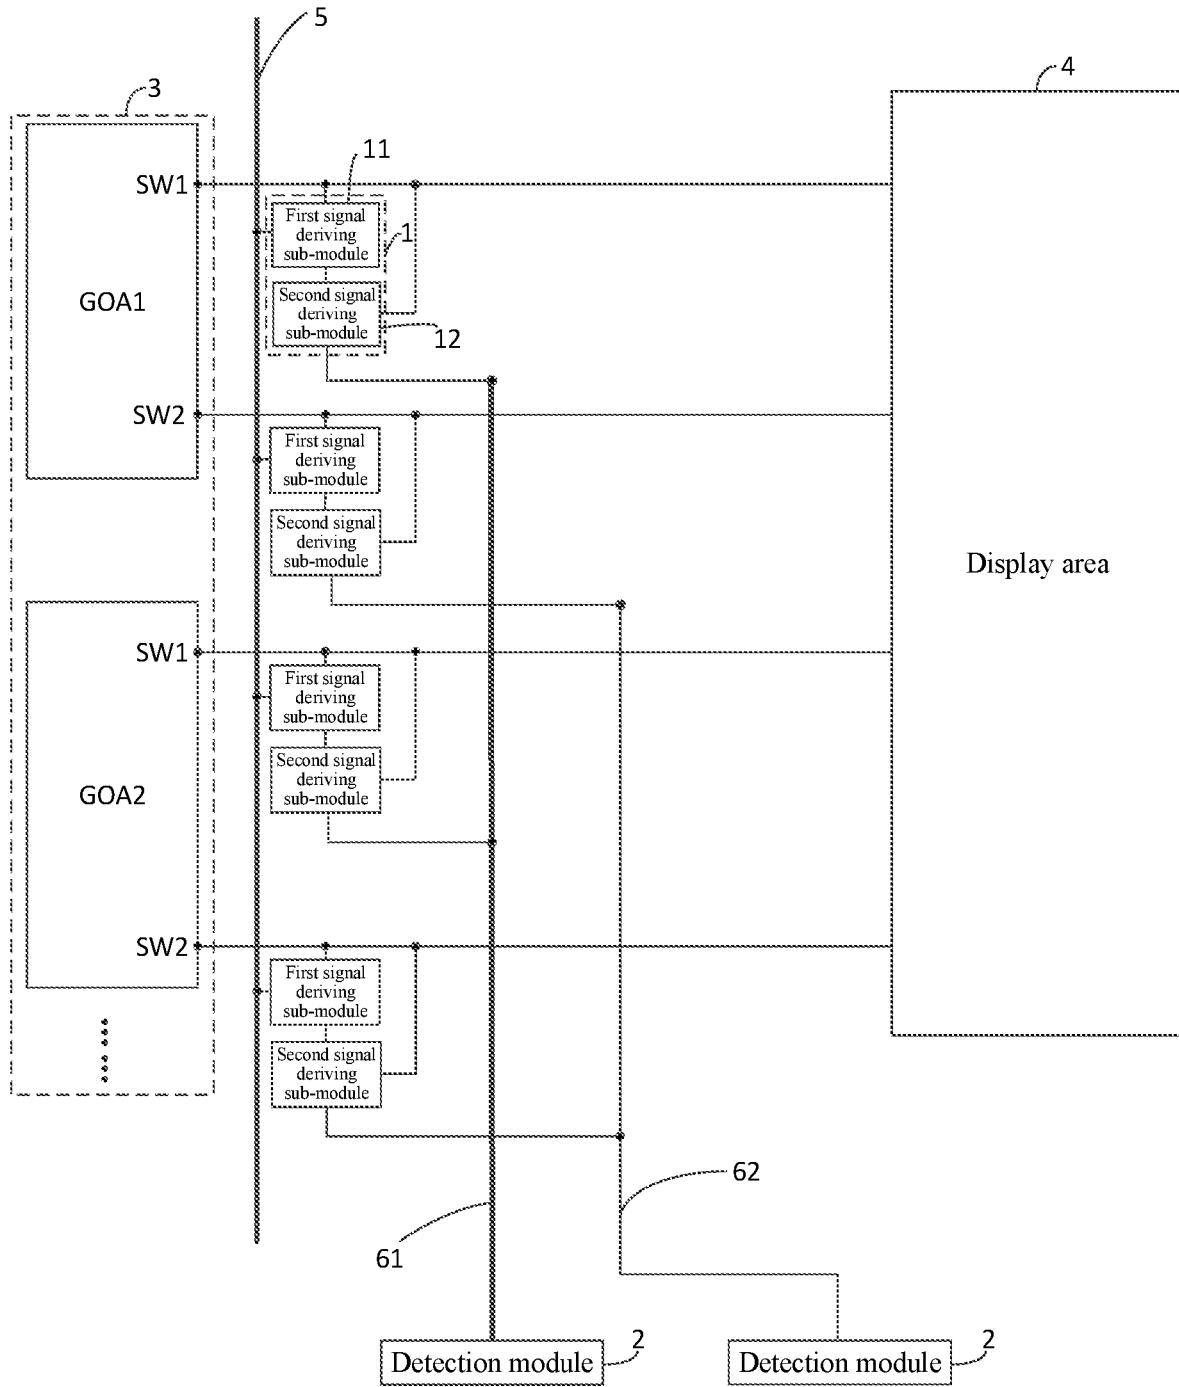 5
4
3
11
SW1
First signal
deriving
sub-module
1
GOA1
Second signal
deriving
sub-module
12
SW2
First signal
deriving
sub-module
Second signal
deriving
sub-module
Display area
SW1
First signal
deriving
sub-module
GOA2
Second signal
deriving
sub-module
SW2
First signal
deriving
sub-module
Second signal
deriving
sub-module
62
61
Detection module
2
Detection module
2